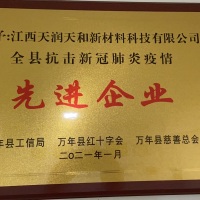 :江西天润天和新材料科技有限公司
全县抗击新冠肺炎疫情
先进企业
年县工信局 万年县红十字会 万年县慈善总会
二〇二一年一月